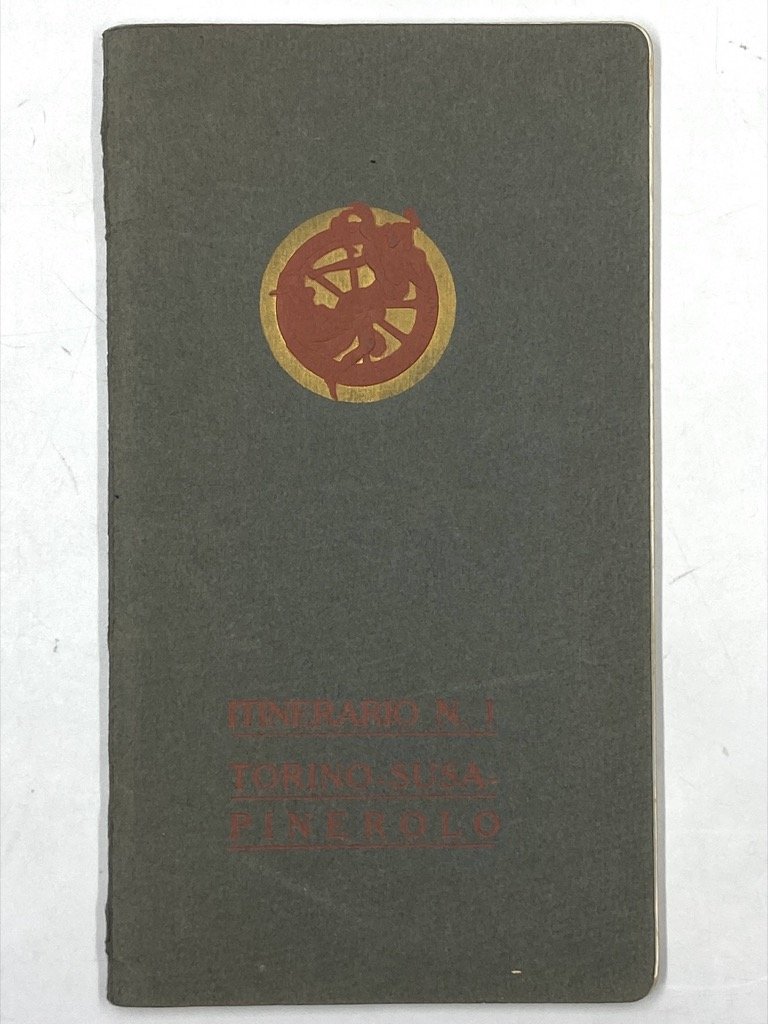 ITINERARIO N. 1
TORINO-SUSA-
PINEROLO